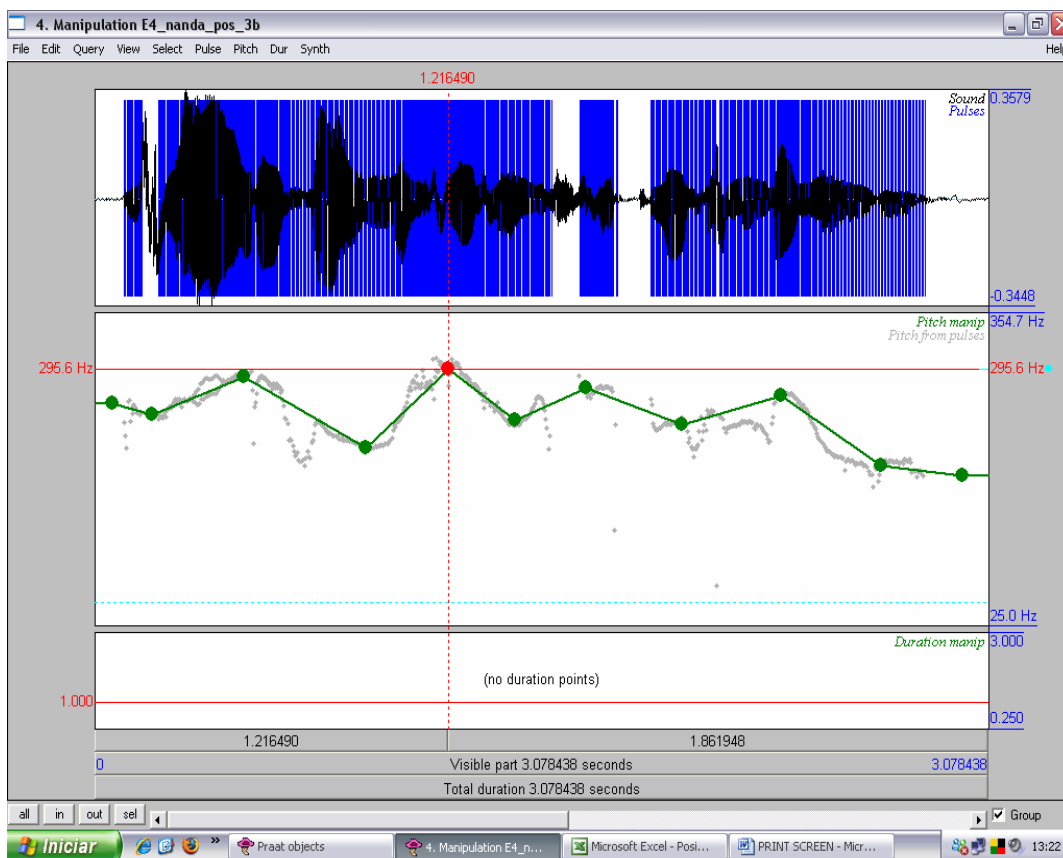 4. Manipulation E4_nanda_pos_3b
File Edit Query View Select Pulse Pitch Dur Synth Help
1.216490
Sound 0.3579
Pulses
-0.3448
Pitch manip 354.7 Hz
Pitch from pulses
295.6 Hz 295.6 Hz
25.0 Hz
Duration manip 3.000
(no duration points)
1.000
0.250
1.216490 1.861948
0 Visible part 3.078438 seconds 3.078438
Total duration 3.078438 seconds
all in out sel Group
Iniciar » Praat objects 4. Manipulation E4_n... Microsoft Excel - Posi... PRINT SCREEN - Micr... 13:22